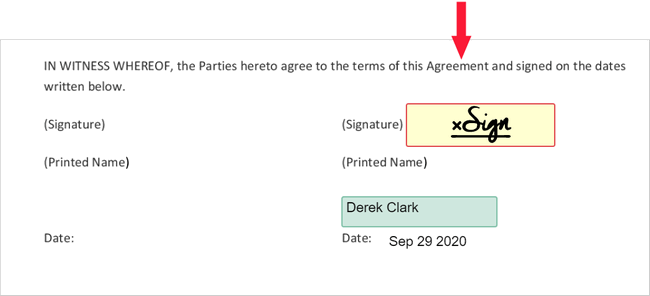 IN WITNESS WHEREOF, the Parties hereto agree to the terms of this Agreement and signed on the dates
written below.
(Signature) (Signature) xSign
(Printed Name) (Printed Name)
Derek Clark
Date: Date: Sep 29 2020